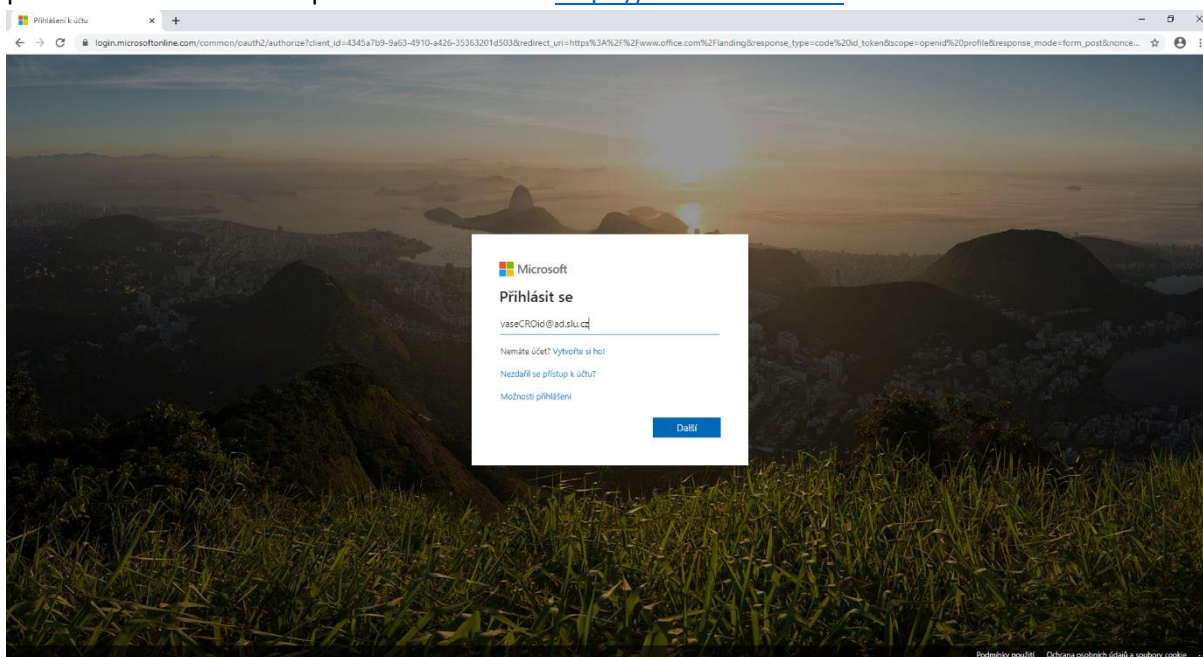 Přihlášení k účtu
login.microsoftonline.com/common/oauth2/authorize?client_id=4345a7b9-9a63-4910-a426-35363201d503&redirect_uri=https%3A%2F%2Fwww.office.com%2Flanding&response_type=code%20id_token&scope=openid%20profile&response_mode=form_post&nonce...
Microsoft
Přihlásit se
vaseCROid@ad.slu.cz
Nemáte účet? Vytvořte si ho!
Nezdařil se přístup k účtu?
Možnosti přihlášení
Další
Podmínky použití Ochrana osobních údajů a soubory cookie